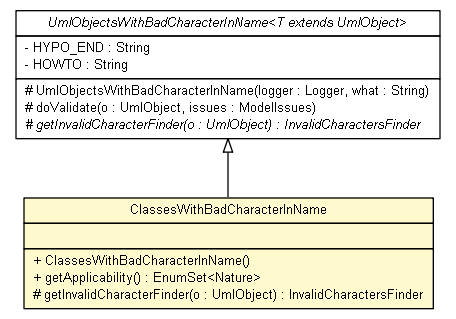 UmlObjectsWithBadCharacterInName<T extends UmlObject>
- HYPO_END : String
- HOWTO : String
# UmlObjectsWithBadCharacterInName(logger : Logger, what : String)
# doValidate(o : UmlObject, issues : ModelIssues)
# getInvalidCharacterFinder(o : UmlObject) : InvalidCharactersFinder
ClassesWithBadCharacterInName
+ ClassesWithBadCharacterInName()
+ getApplicability() : EnumSet<Nature>
# getInvalidCharacterFinder(o : UmlObject) : InvalidCharactersFinder